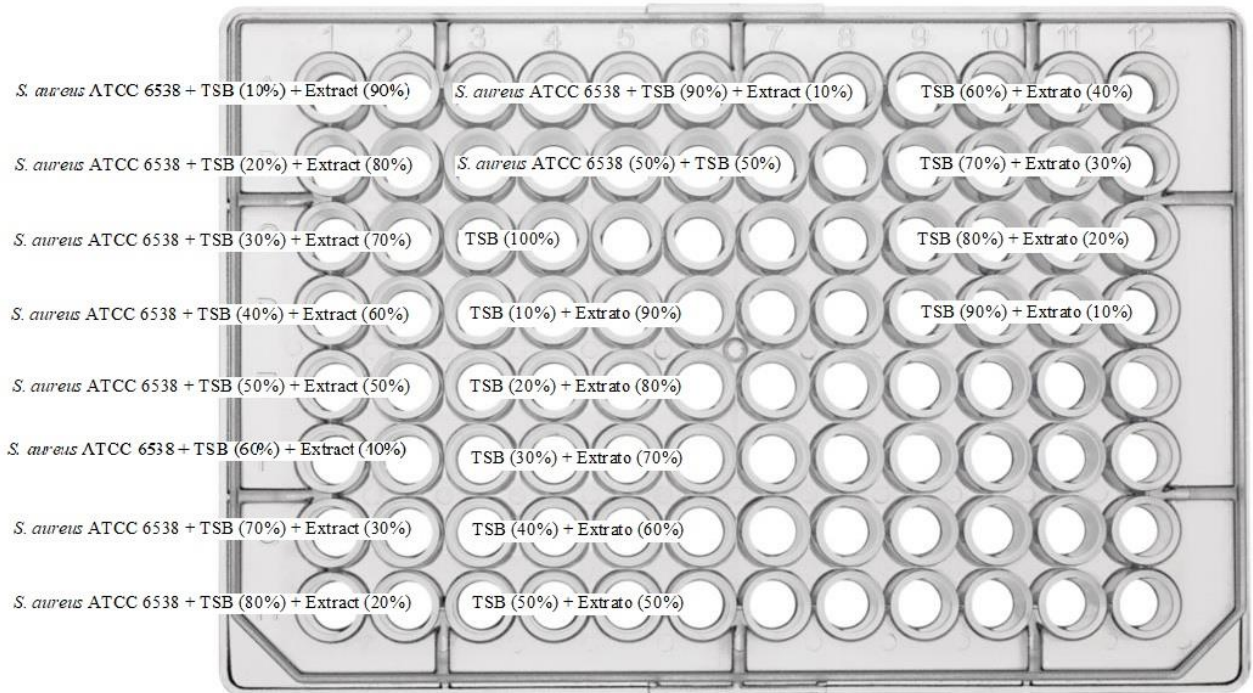 1 2 3 4 5 6 7 8 9 10 11 12
A
S. aureus ATCC 6538 + TSB (10%) + Extract (90%)
S. aureus ATCC 6538 + TSB (90%) + Extract (10%)
TSB (60%) + Extrato (40%)
S. aureus ATCC 6538 + TSB (20%) + Extract (80%)
S. aureus ATCC 6538 (50%) + TSB (50%)
TSB (70%) + Extrato (30%)
S. aureus ATCC 6538 + TSB (30%) + Extract (70%)
TSB (100%)
TSB (80%) + Extrato (20%)
S. aureus ATCC 6538 + TSB (40%) + Extract (60%)
TSB (10%) + Extrato (90%)
TSB (90%) + Extrato (10%)
S. aureus ATCC 6538 + TSB (50%) + Extract (50%)
TSB (20%) + Extrato (80%)
S. aureus ATCC 6538 + TSB (60%) + Extract (40%)
TSB (30%) + Extrato (70%)
S. aureus ATCC 6538 + TSB (70%) + Extract (30%)
TSB (40%) + Extrato (60%)
S. aureus ATCC 6538 + TSB (80%) + Extract (20%)
TSB (50%) + Extrato (50%)